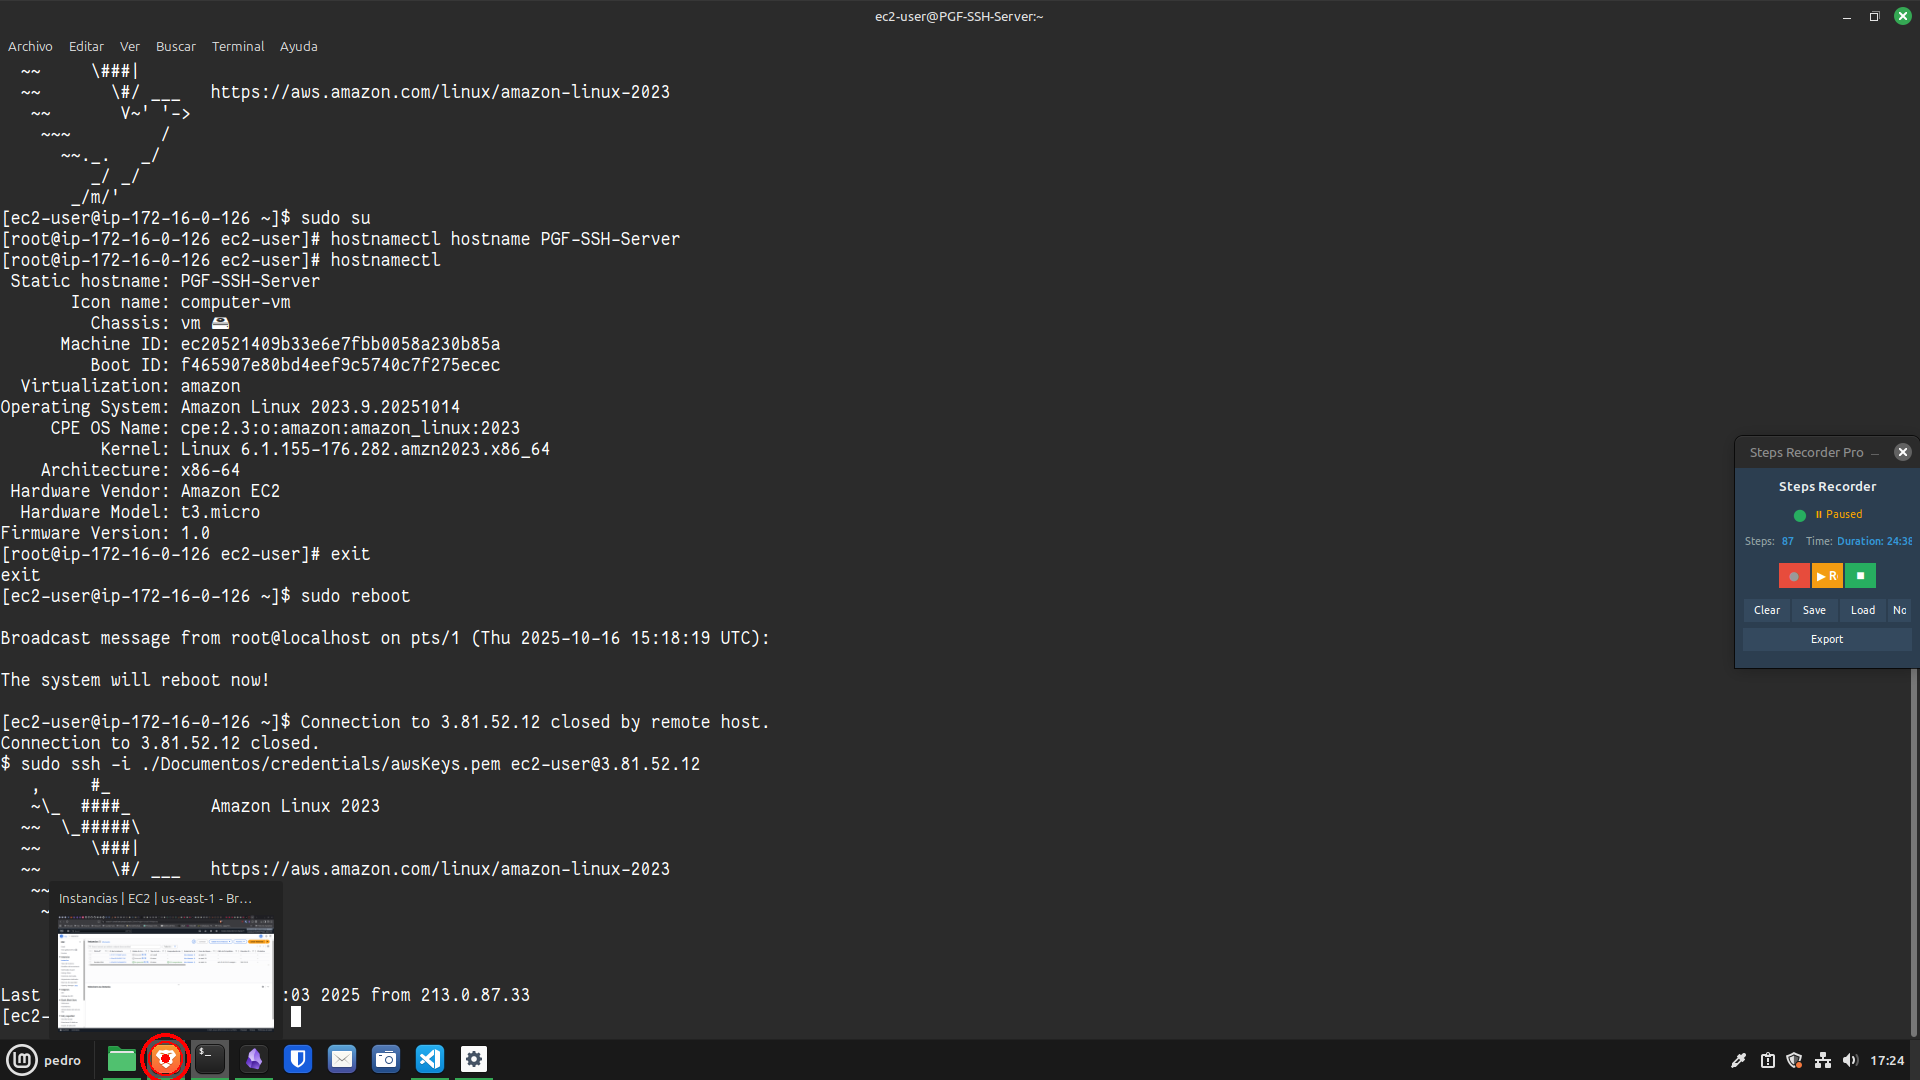 ec2-user@PGF-SSH-Server:~
Archivo Editar Ver Buscar Terminal Ayuda
~~ \###|
~~ \#/ ___ https://aws.amazon.com/linux/amazon-linux-2023
~~ V~' '->
~~~ /
~~._. _/
_/ _/
_/m/'
[ec2-user@ip-172-16-0-126 ~]$ sudo su
[root@ip-172-16-0-126 ec2-user]# hostnamectl hostname PGF-SSH-Server
[root@ip-172-16-0-126 ec2-user]# hostnamectl
Static hostname: PGF-SSH-Server
Icon name: computer-vm
Chassis: vm
Machine ID: ec20521409b33e6e7fbb0058a230b85a
Boot ID: f465907e80bd4eef9c5740c7f275ecec
Virtualization: amazon
Operating System: Amazon Linux 2023.9.20251014
CPE OS Name: cpe:2.3:o:amazon:amazon_linux:2023
Kernel: Linux 6.1.155-176.282.amzn2023.x86_64
Architecture: x86-64
Hardware Vendor: Amazon EC2
Hardware Model: t3.micro
Firmware Version: 1.0
[root@ip-172-16-0-126 ec2-user]# exit
exit
[ec2-user@ip-172-16-0-126 ~]$ sudo reboot
Broadcast message from root@localhost on pts/1 (Thu 2025-10-16 15:18:19 UTC):
The system will reboot now!
[ec2-user@ip-172-16-0-126 ~]$ Connection to 3.81.52.12 closed by remote host.
Connection to 3.81.52.12 closed.
$ sudo ssh -i ./Documentos/credentials/awsKeys.pem ec2-user@3.81.52.12
, #_
~\_ ####_ Amazon Linux 2023
~~ \_#####\
~~ \###|
~~ \#/ ___ https://aws.amazon.com/linux/amazon-linux-2023
~~
~
Instancias | EC2 | us-east-1 - Br...
Last :03 2025 from 213.0.87.33
[ec2-
Steps Recorder Pro
Steps Recorder
Paused
Steps: 87 Time: Duration: 24:38
▶ R
Clear Save Load No
Export
pedro
17:24